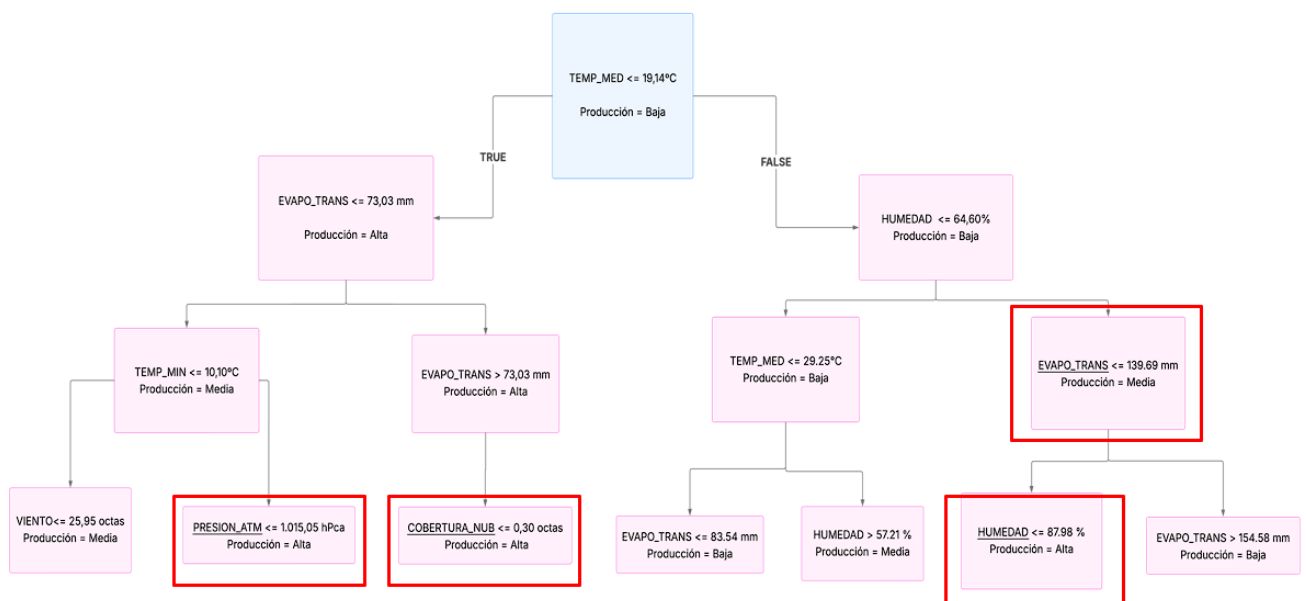 TEMP_MED <= 19,14ºC
Producción = Baja
TRUE
FALSE
EVAPO_TRANS <= 73,03 mm
Producción = Alta
HUMEDAD <= 64,60%
Producción = Baja
TEMP_MIN <= 10,10ºC
Producción = Media
EVAPO_TRANS > 73,03 mm
Producción = Alta
TEMP_MED <= 29.25°C
Producción = Baja
EVAPO_TRANS <= 139.69 mm
Producción = Media
VIENTO<= 25,95 octas
Producción = Media
PRESION_ATM <= 1.015,05 hPca
Producción = Alta
COBERTURA_NUB <= 0,30 octas
Producción = Alta
EVAPO_TRANS <= 83.54 mm
Producción = Baja
HUMEDAD > 57.21 %
Producción = Media
HUMEDAD <= 87.98 %
Producción = Alta
EVAPO_TRANS > 154.58 mm
Producción = Baja